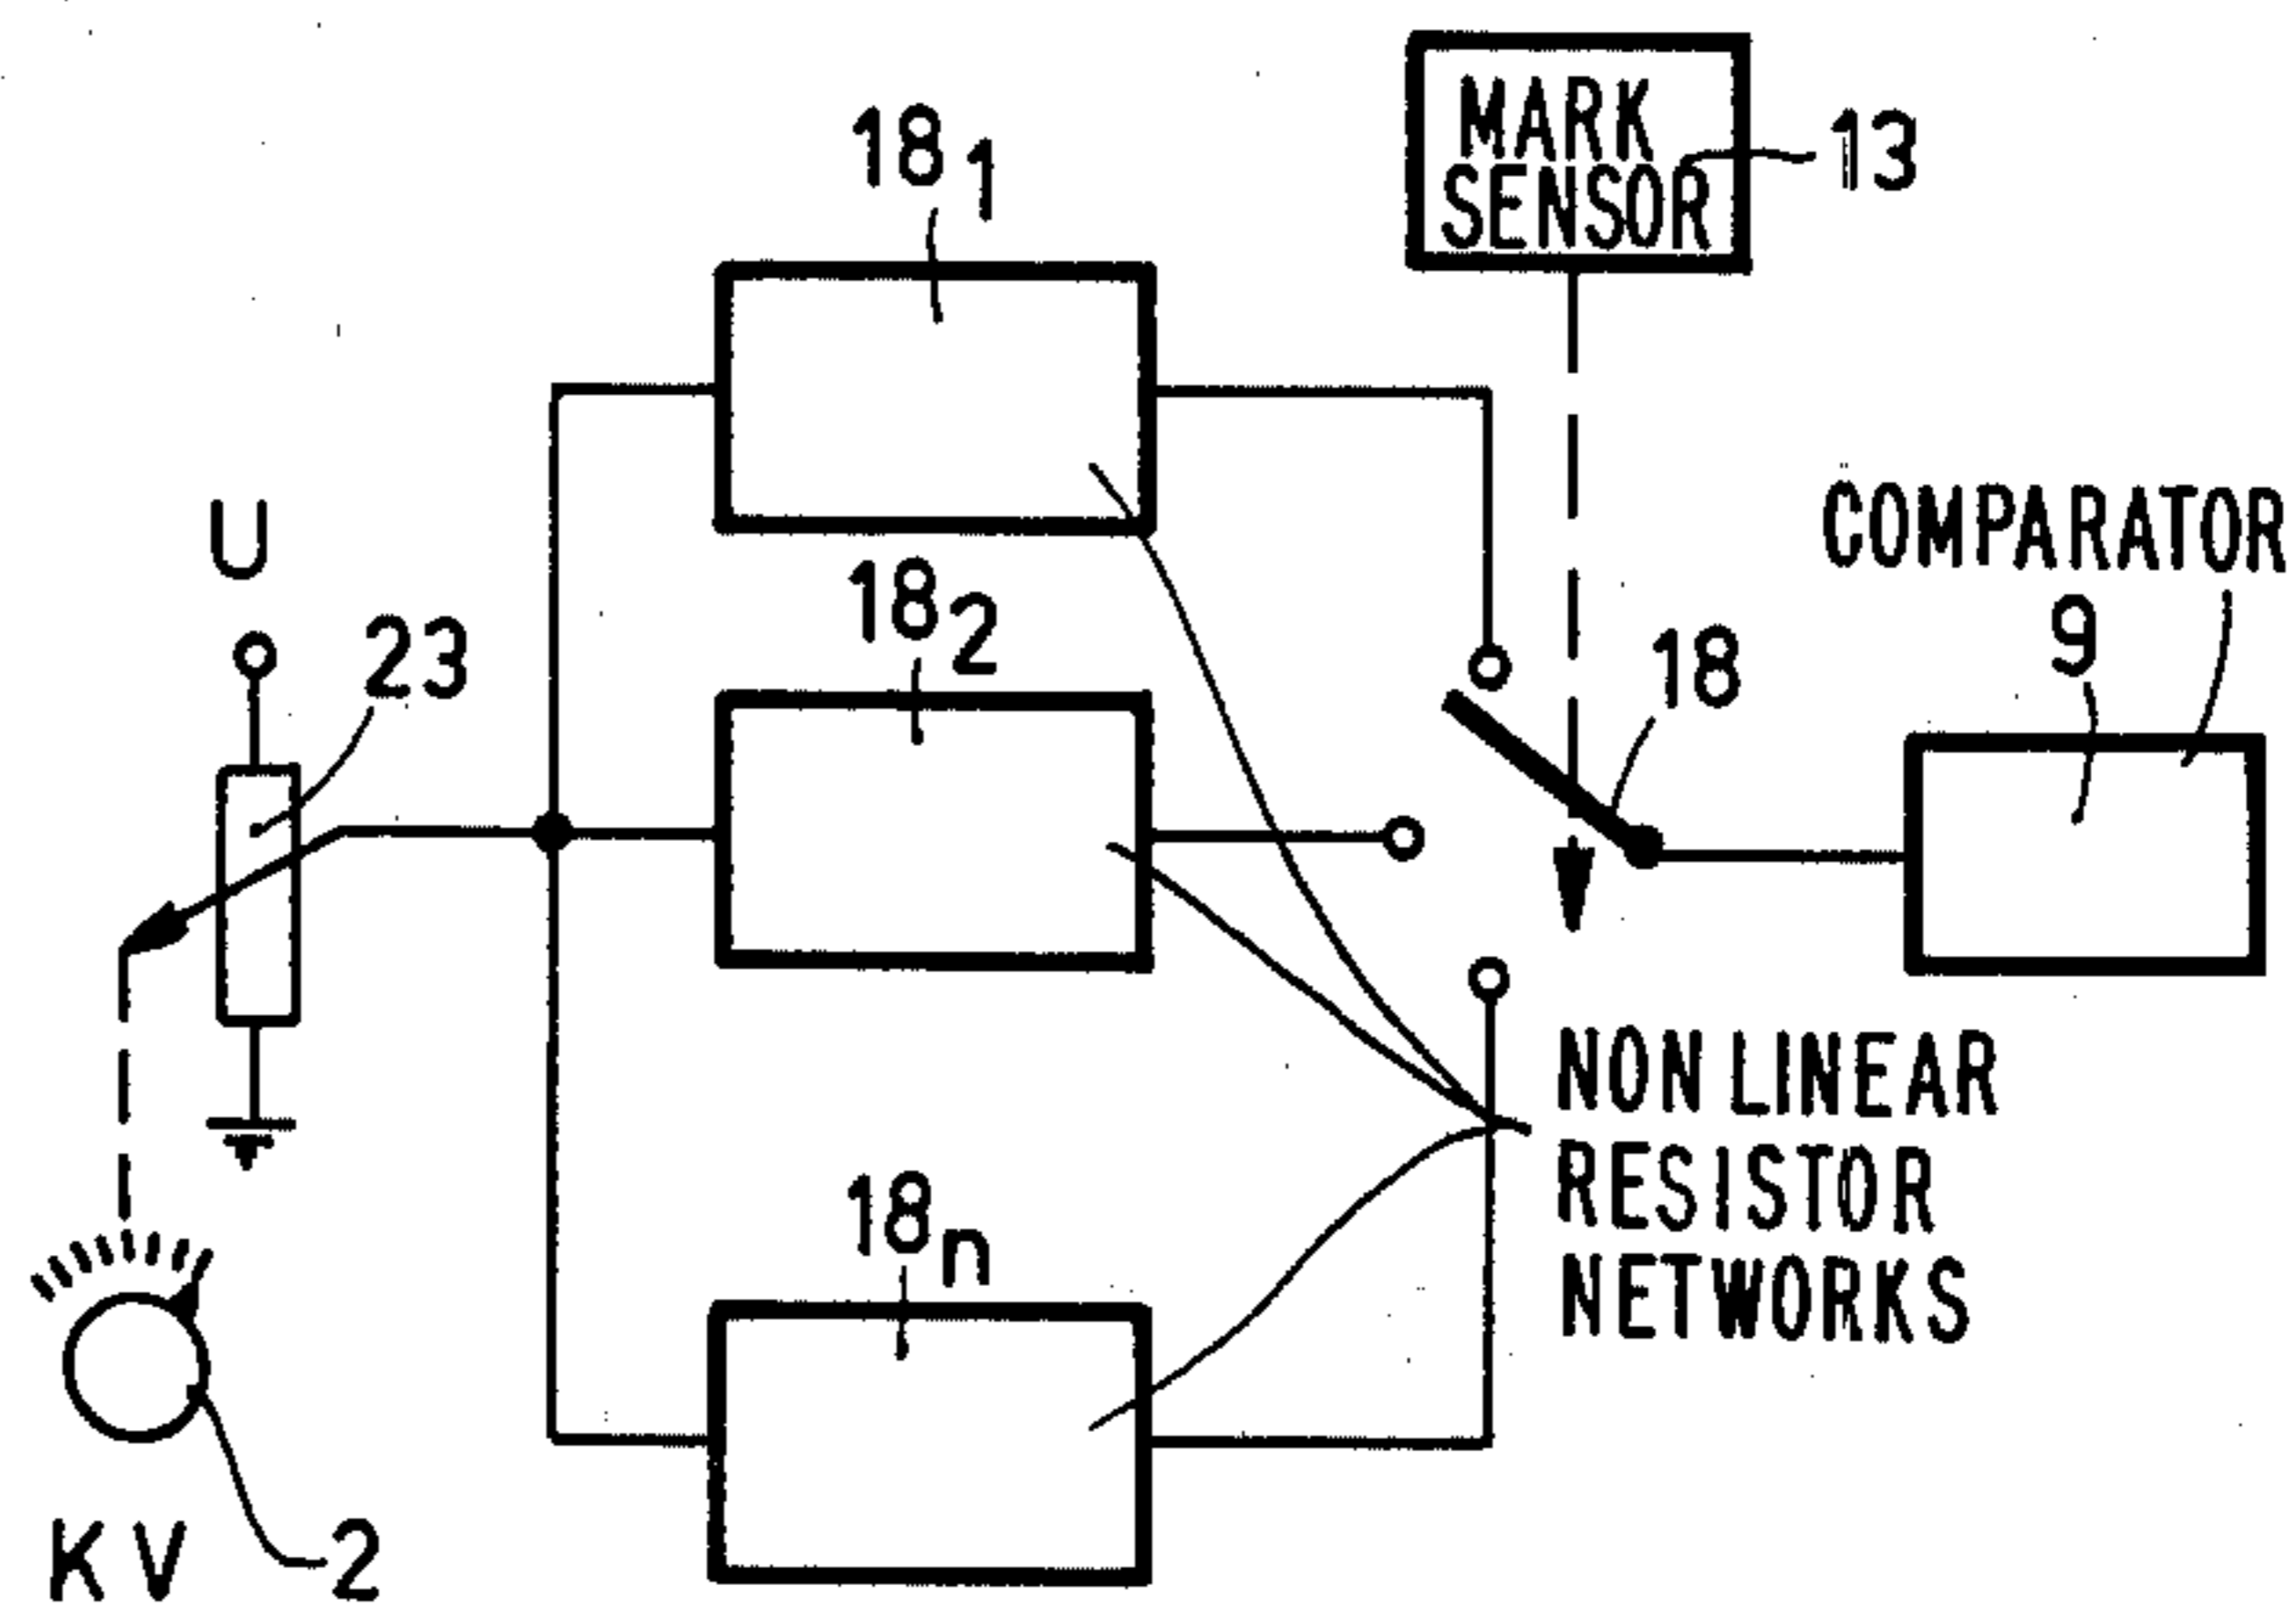 MARK
SENSOR
13
18 1
U
23
18 2
COMPARATOR
9
18
NON LINEAR
RESISTOR
NETWORKS
18 n
KV
2